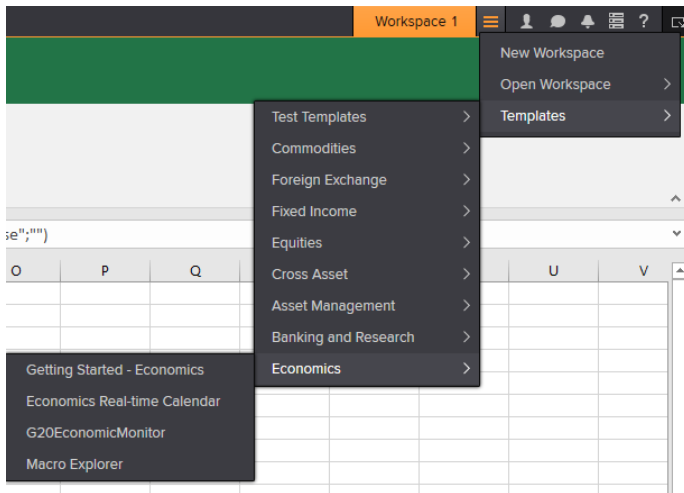 Workspace 1
?
New Workspace
Open Workspace
Templates
Test Templates
Commodities
Foreign Exchange
Fixed Income
Equities
Cross Asset
Asset Management
Banking and Research
Economics
se";"")
O P Q U V
Getting Started - Economics
Economics Real-time Calendar
G20EconomicMonitor
Macro Explorer